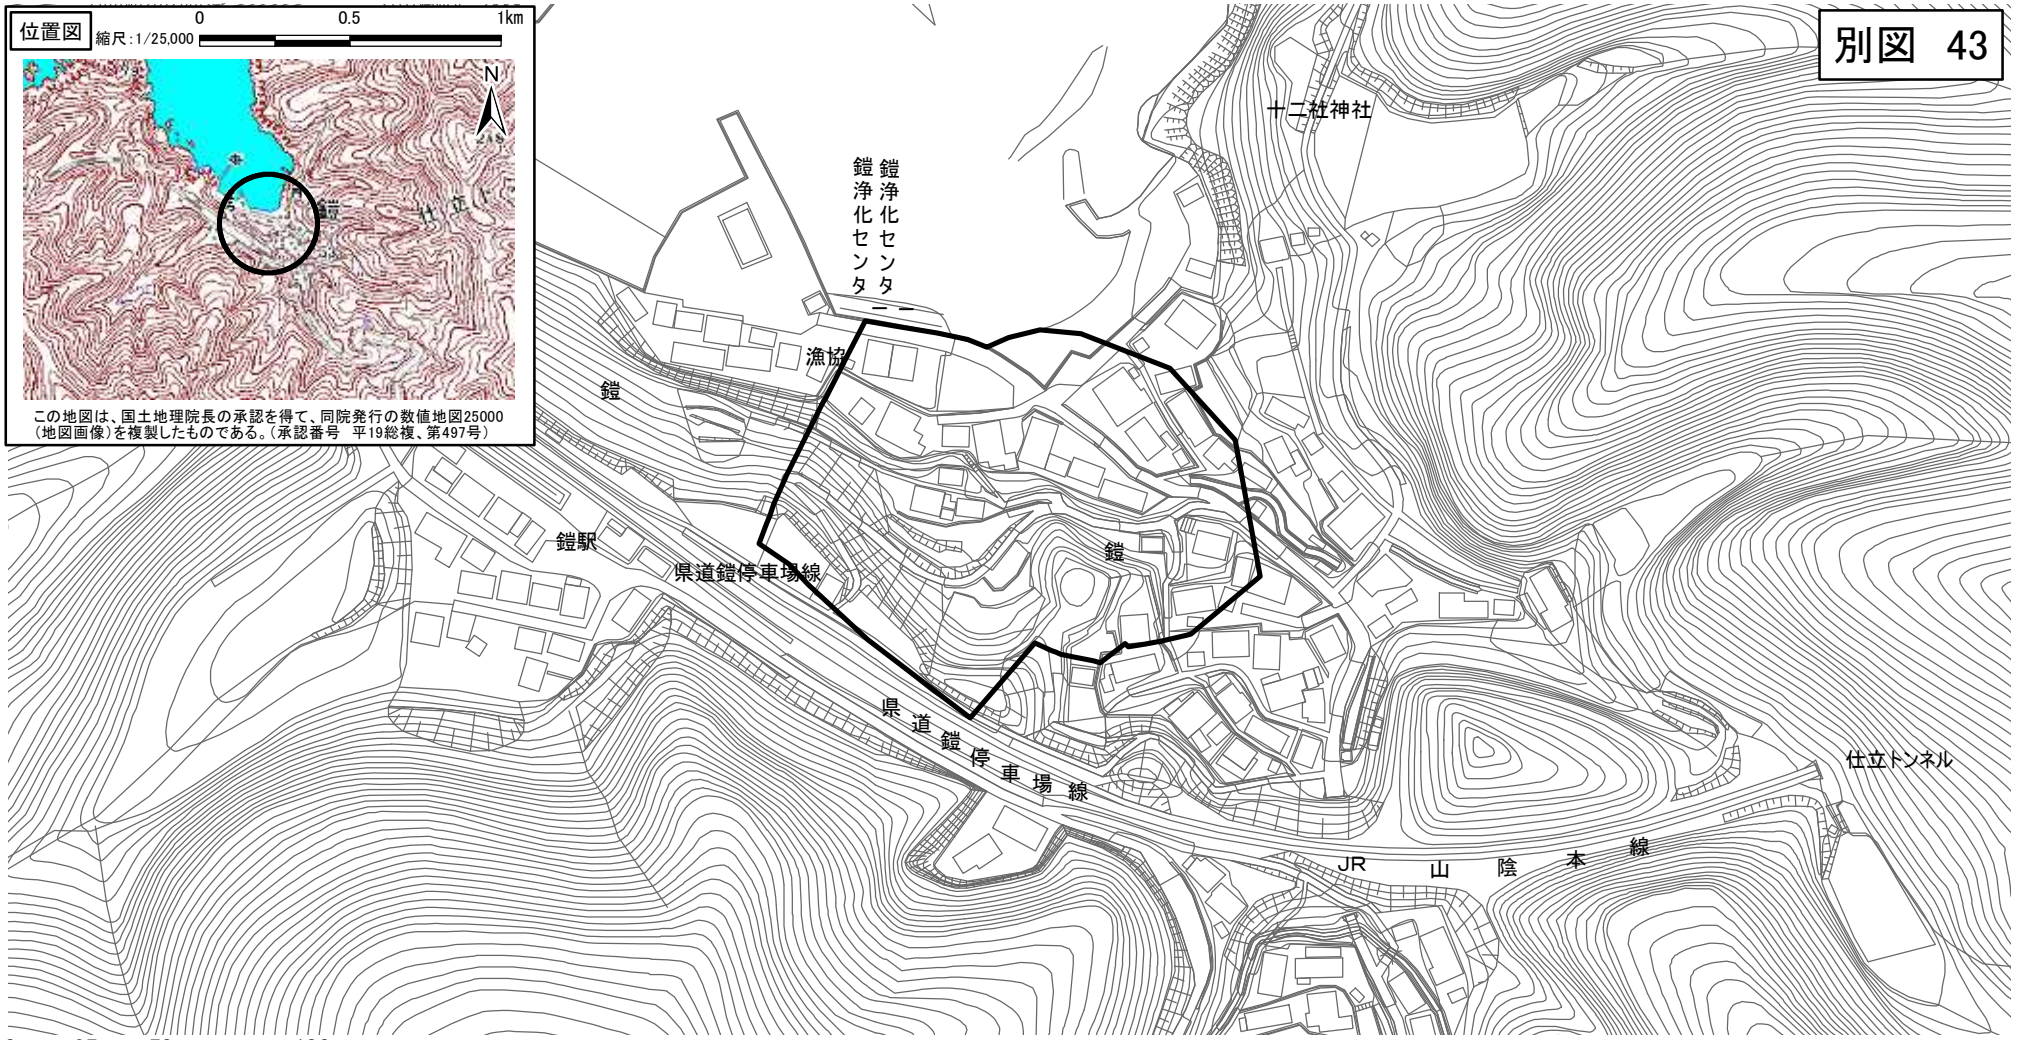 位置図
縮尺:1/25,000
0 0.5 1km
N
248
鎧
仕立
この地図は、国土地理院長の承認を得て、同院発行の数値地図25000
(地図画像)を複製したものである。(承認番号 平19総複、第497号)
別図 43
十二社神社
鎧浄化センター
鎧浄化センター
漁協
鎧
鎧駅
県道鎧停車場線
鎧
県道鎧停車場線
仕立トンネル
JR山陰本線